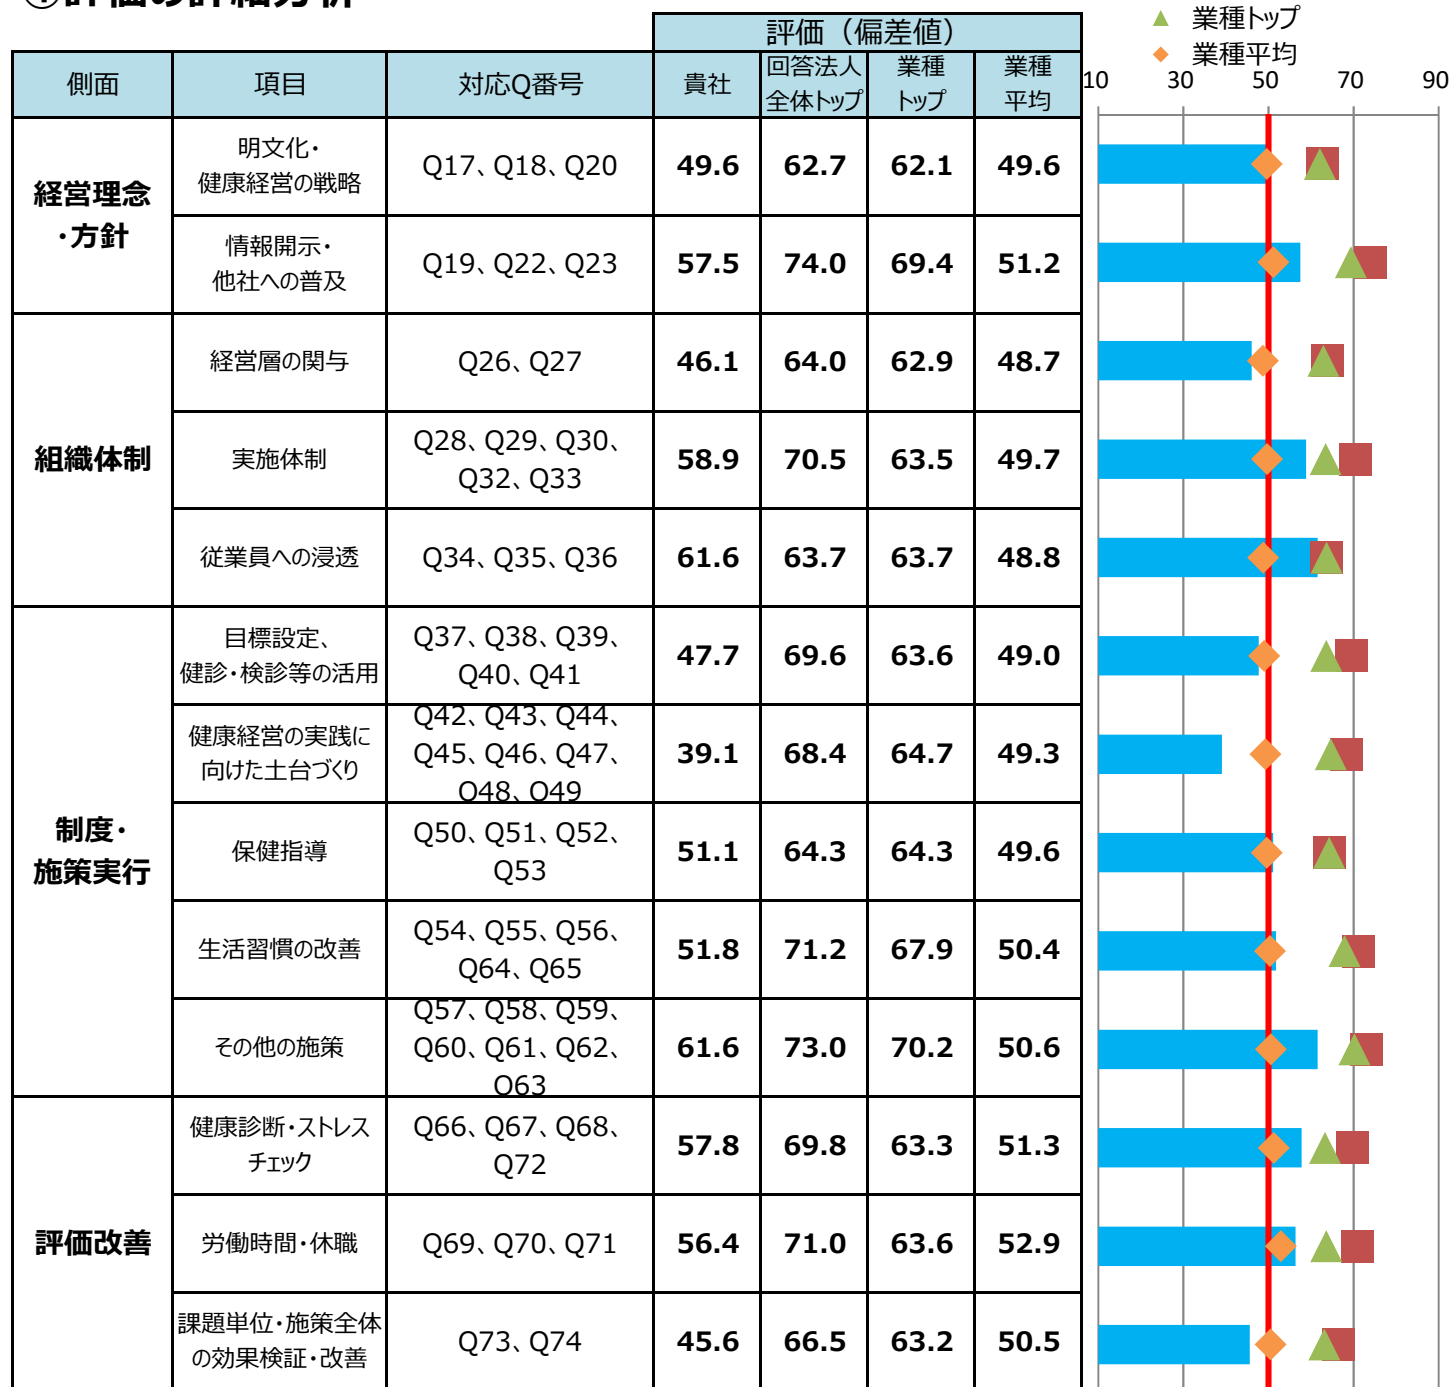 ①評価の詳細分析
▲ 業種トップ
◆ 業種平均
評価（偏差値）
側面 項目 対応Q番号 貴社 回答法人 業種 業種
全体トップ トップ 平均
10 30 50 70 90
経営理念
・方針
明文化・
健康経営の戦略
Q17、Q18、Q20 49.6 62.7 62.1 49.6
情報開示・
他社への普及
Q19、Q22、Q23 57.5 74.0 69.4 51.2
組織体制
経営層の関与 Q26、Q27 46.1 64.0 62.9 48.7
実施体制
Q28、Q29、Q30、
Q32、Q33
58.9 70.5 63.5 49.7
従業員への浸透 Q34、Q35、Q36 61.6 63.7 63.7 48.8
制度・
施策実行
目標設定、
健診・検診等の活用
Q37、Q38、Q39、
Q40、Q41
47.7 69.6 63.6 49.0
健康経営の実践に
向けた土台づくり
Q42、Q43、Q44、
Q45、Q46、Q47、
Q48、Q49
39.1 68.4 64.7 49.3
保健指導
Q50、Q51、Q52、
Q53
51.1 64.3 64.3 49.6
生活習慣の改善
Q54、Q55、Q56、
Q64、Q65
51.8 71.2 67.9 50.4
その他の施策
Q57、Q58、Q59、
Q60、Q61、Q62、
Q63
61.6 73.0 70.2 50.6
評価改善
健康診断・ストレス
チェック
Q66、Q67、Q68、
Q72
57.8 69.8 63.3 51.3
労働時間・休職 Q69、Q70、Q71 56.4 71.0 63.6 52.9
課題単位・施策全体
の効果検証・改善
Q73、Q74 45.6 66.5 63.2 50.5